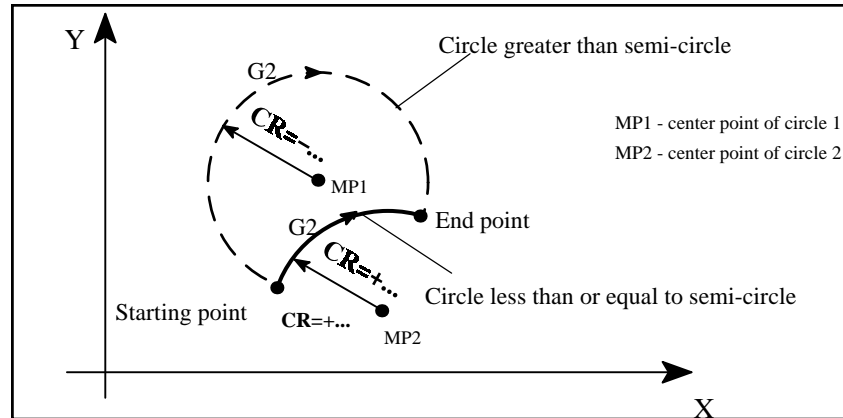 Y
Circle greater than semi-circle
G2
CR=-...
MP1 - center point of circle 1
MP2 - center point of circle 2
MP1
G2
End point
CR=+...
Circle less than or equal to semi-circle
Starting point
CR=+...
MP2
X